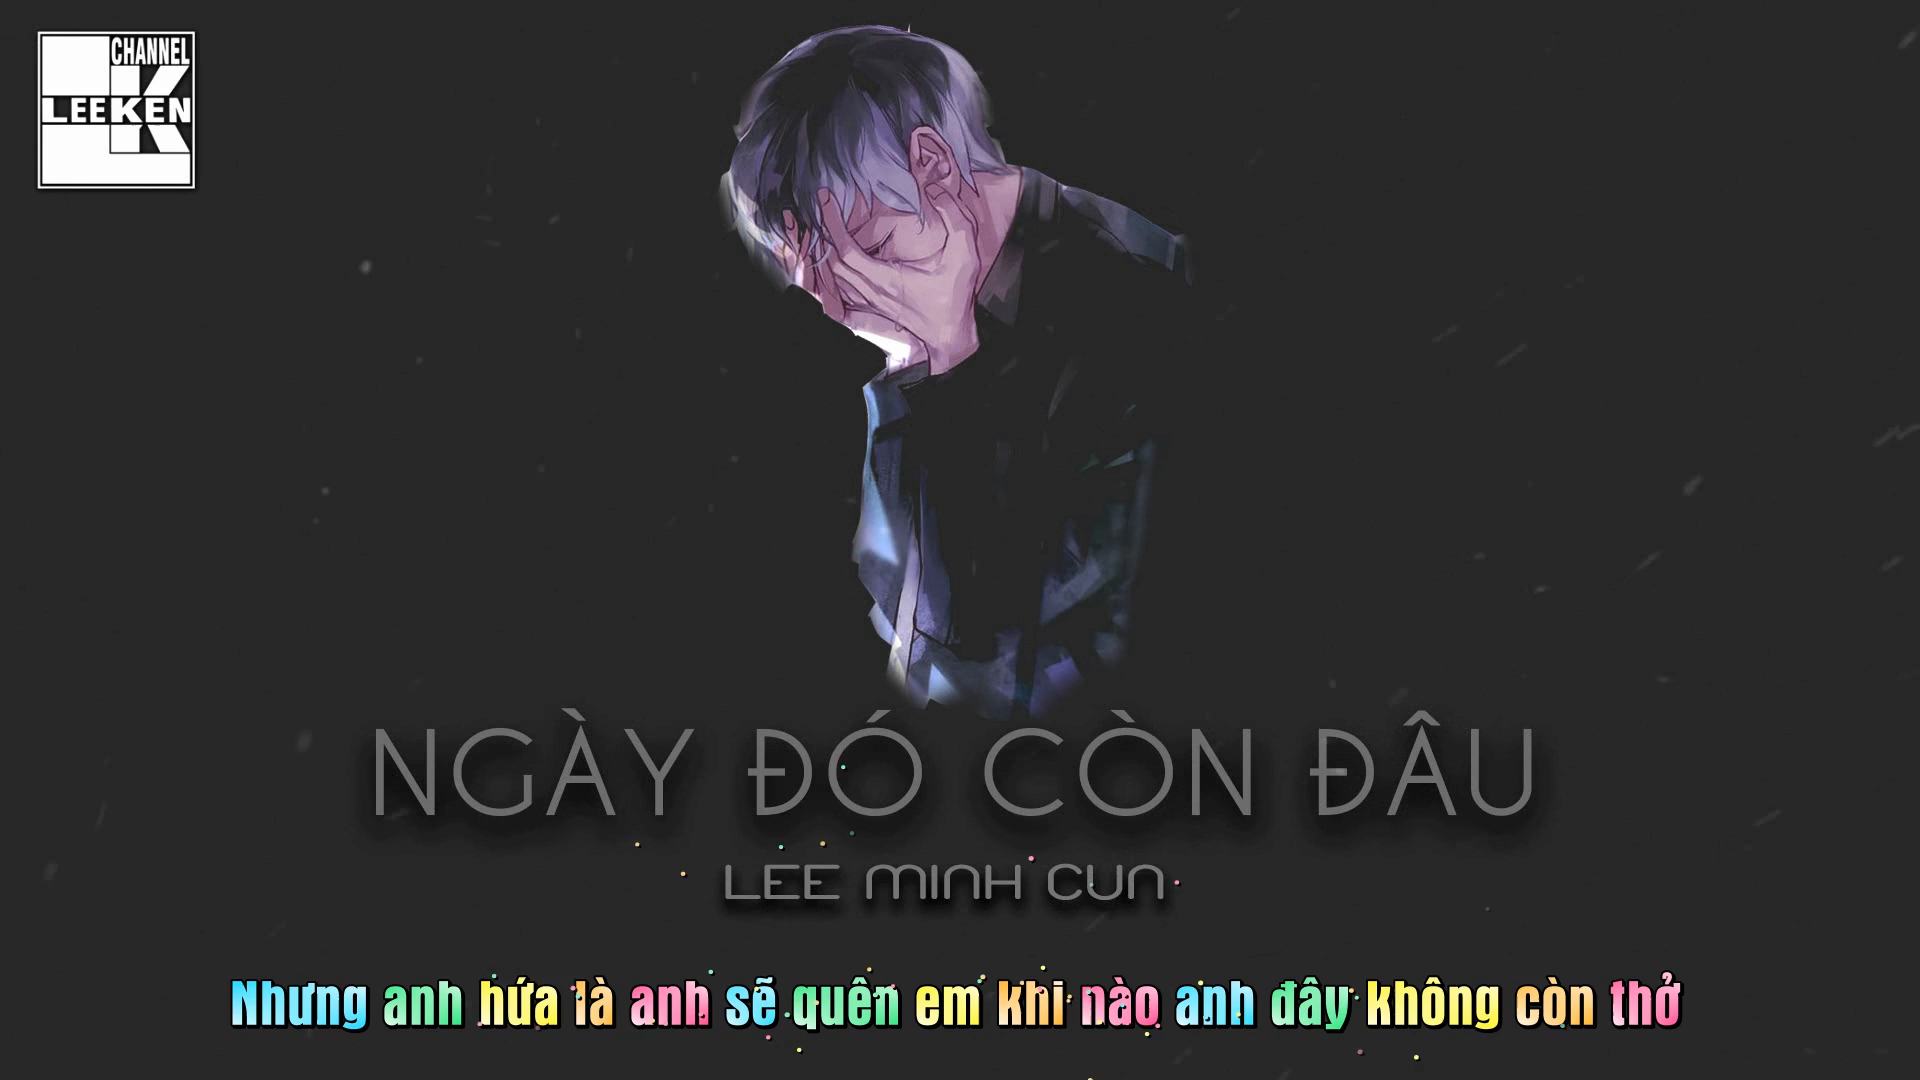 CHANNEL
LEEKEN
K
NGÀY ĐÓ CÒN ĐÂU
LEE MINH CUN
Nhưng anh hứa là anh sẽ quên em khi nào anh đây không còn thở